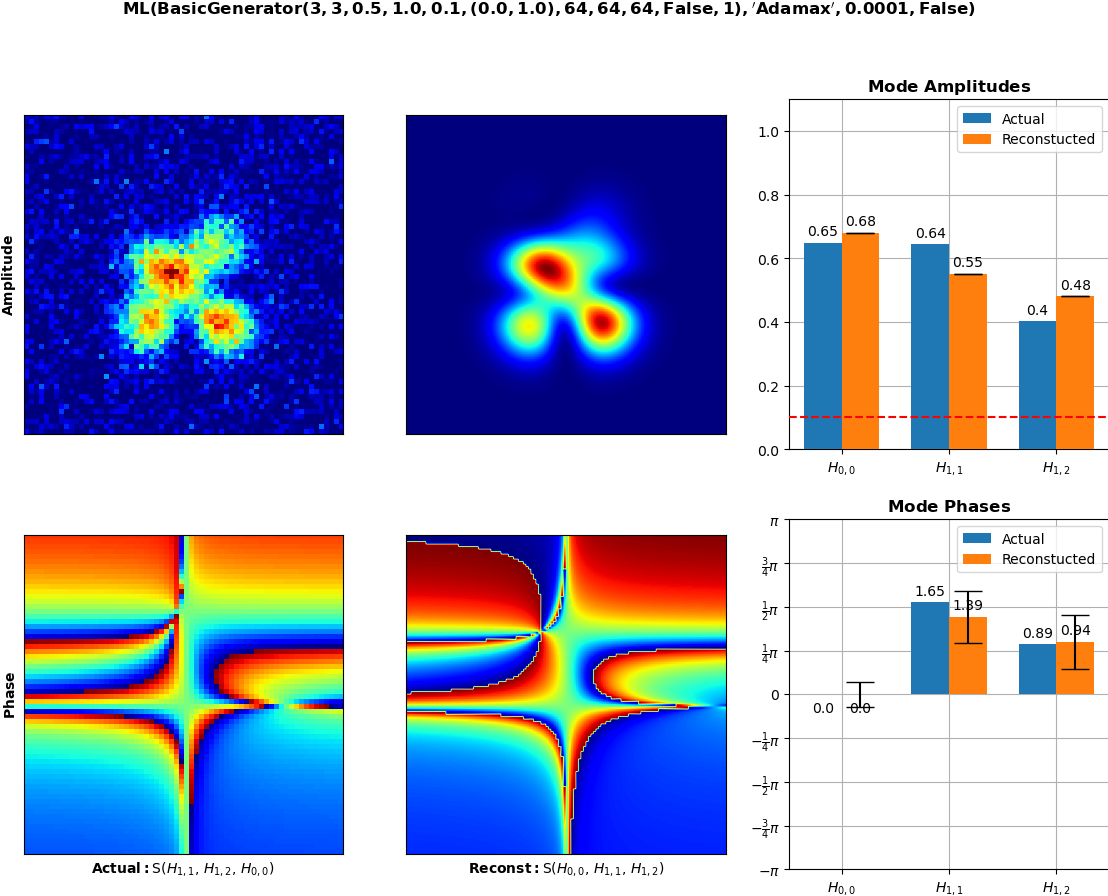 ML(BasicGenerator(3, 3, 0.5, 1.0, 0.1, (0.0, 1.0), 64, 64, 64, False, 1), ′Adamax′, 0.0001, False)
Amplitude
Mode Amplitudes
Actual
Reconstucted
1.0
0.8
0.6
0.4
0.2
0.0
0.65
0.68
0.64
0.55
0.4
0.48
H0,0
H1,1
H1,2
Phase
Actual: S(H1,1, H1,2, H0,0)
Reconst: S(H0,0, H1,1, H1,2)
Mode Phases
Actual
Reconstucted
π
3/4π
1/2π
1/4π
0
−1/4π
−1/2π
−3/4π
−π
0.0
1.65
1.39
0.89
0.94
H0,0
H1,1
H1,2